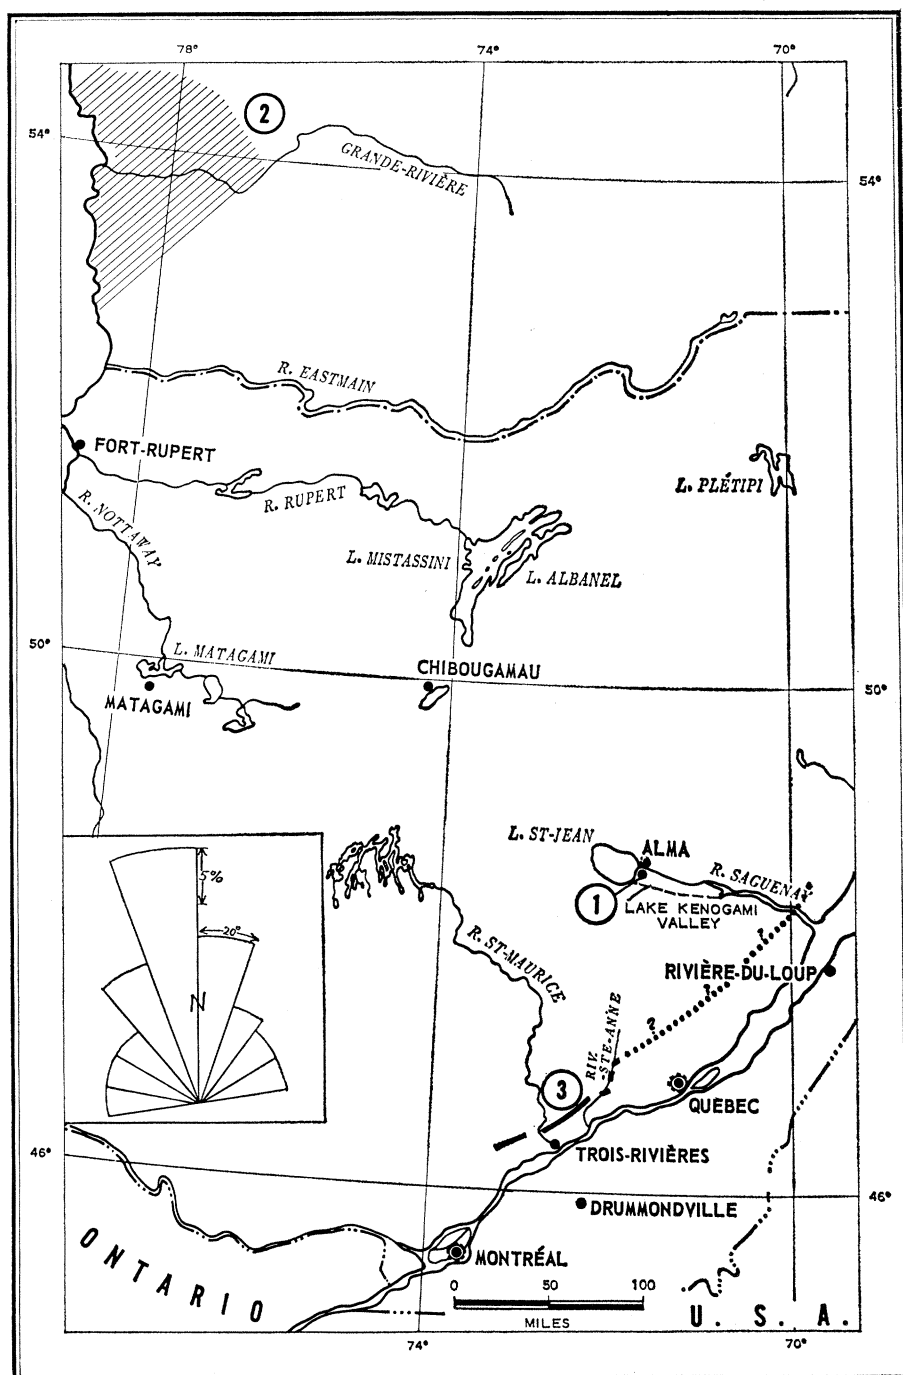 78° 74° 70°
54°
2
GRANDE-RIVIÈRE
54°
R. EASTMAIN
FORT-RUPERT
R. RUPERT
L. PLÉTIPI
R. NOTTAWAY
L. MISTASSINI
L. ALBANEL
50°
L. MATAGAMI
CHIBOUGAMAU
50°
MATAGAMI
L. ST-JEAN
ALMA
R. SAGUENAY
5%
1
LAKE KENOGAMI
VALLEY
20°
?
R. ST-MAURICE
RIVIÈRE-DU-LOUP
?
N
?
RIV.
STE-ANNE
3
QUÉBEC
46°
TROIS-RIVIÈRES
46°
DRUMMONDVILLE
ONTARIO
MONTRÉAL
0 50 100
MILES
U. S. A.
74° 70°